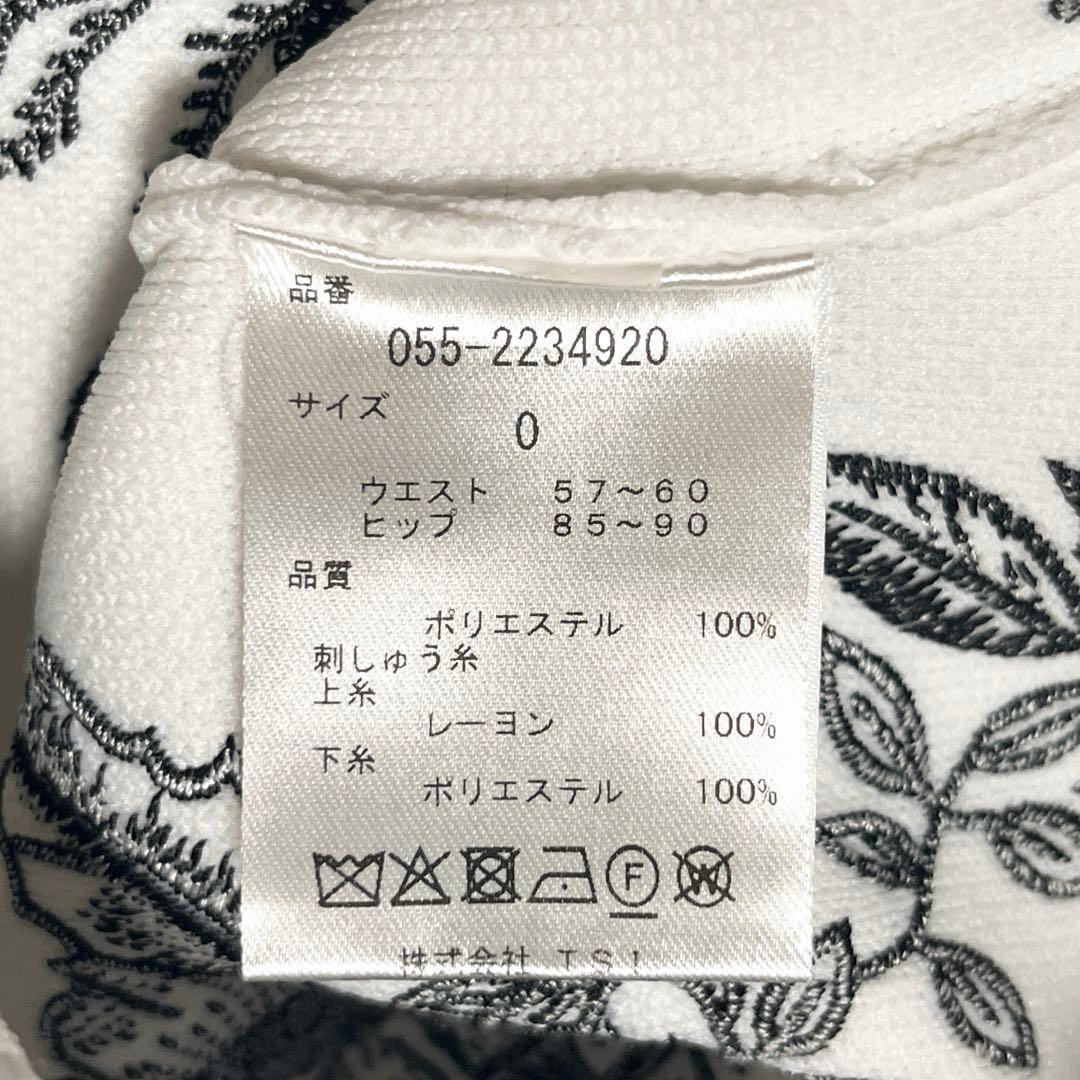 品番
055-2234920
サイズ
0
ウエスト 57～60
ヒップ 85～90
品質
ポリエステル 100%
刺しゅう糸
上糸
レーヨン 100%
下糸
ポリエステル 100%
F W
株式会社 TSI